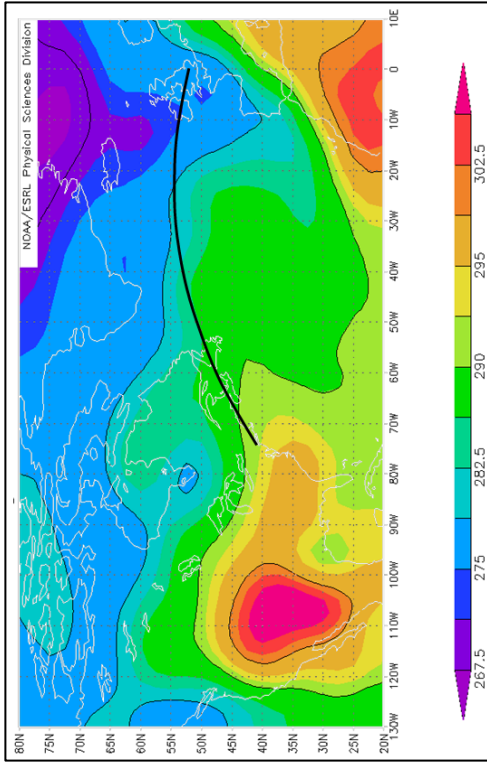 NOAA/ESRL Physical Sciences Division
80N
75N
70N
65N
60N
55N
50N
45N
40N
35N
30N
25N
20N
130W
120W
110W
100W
90W
80W
70W
60W
50W
40W
30W
20W
10W
0
10E
267.5
275
282.5
290
295
302.5